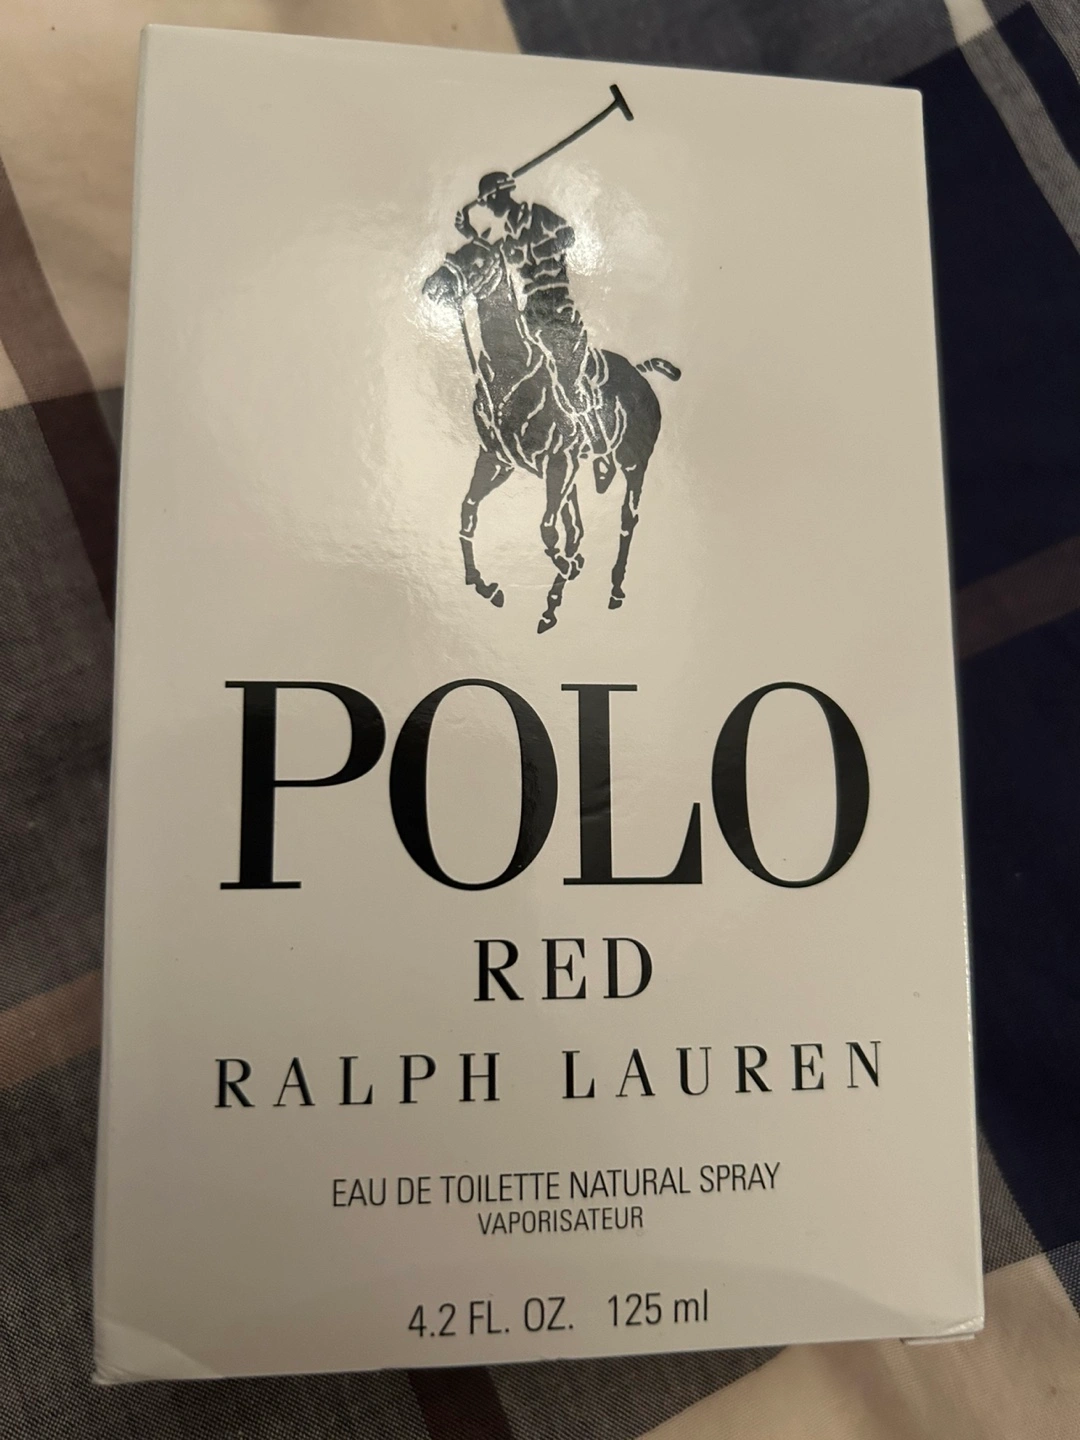 POLO
RED
RALPH LAUREN
EAU DE TOILETTE NATURAL SPRAY
VAPORISATEUR
4.2 FL. OZ. 125 ml